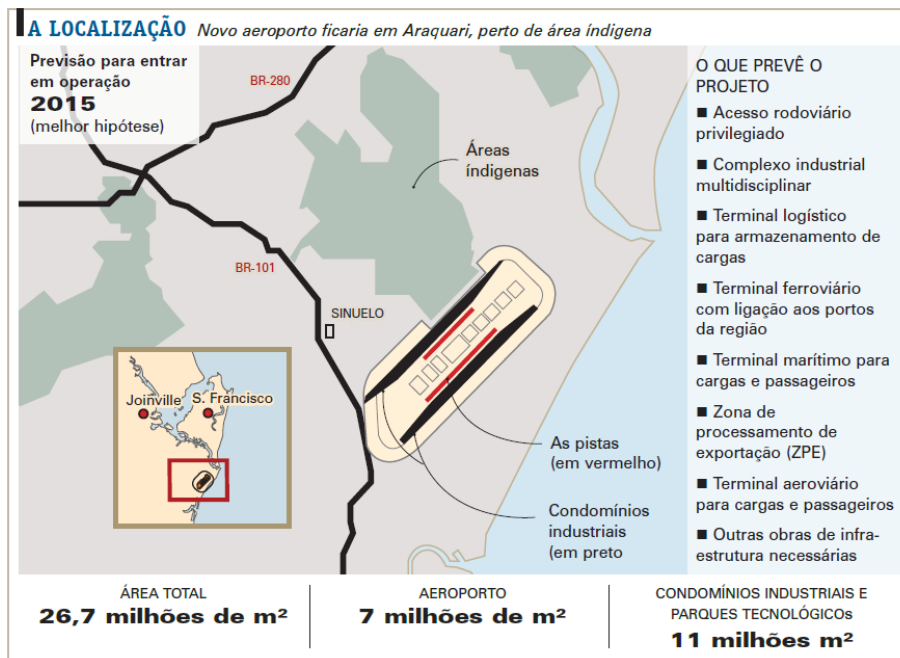 A LOCALIZAÇÃO Novo aeroporto ficaria em Araquari, perto de área índigena
Previsão para entrar
em operação
2015
(melhor hipótese)
BR-280
Áreas
índigenas
BR-101
SINUELO
Joinville
S. Francisco
As pistas
(em vermelho)
Condomínios
industriais
(em preto
O QUE PREVÊ O
PROJETO
■ Acesso rodoviário
privilegiado
■ Complexo industrial
multidisciplinar
■ Terminal logístico
para armazenamento de
cargas
■ Terminal ferroviário
com ligação aos portos
da região
■ Terminal marítimo para
cargas e passageiros
■ Zona de
processamento de
exportação (ZPE)
■ Terminal aeroviário
para cargas e passageiros
■ Outras obras de infra-
estrutura necessárias
ÁREA TOTAL
26,7 milhões de m²
AEROPORTO
7 milhões de m²
CONDOMÍNIOS INDUSTRIAIS E
PARQUES TECNOLÓGICOs
11 milhões m²